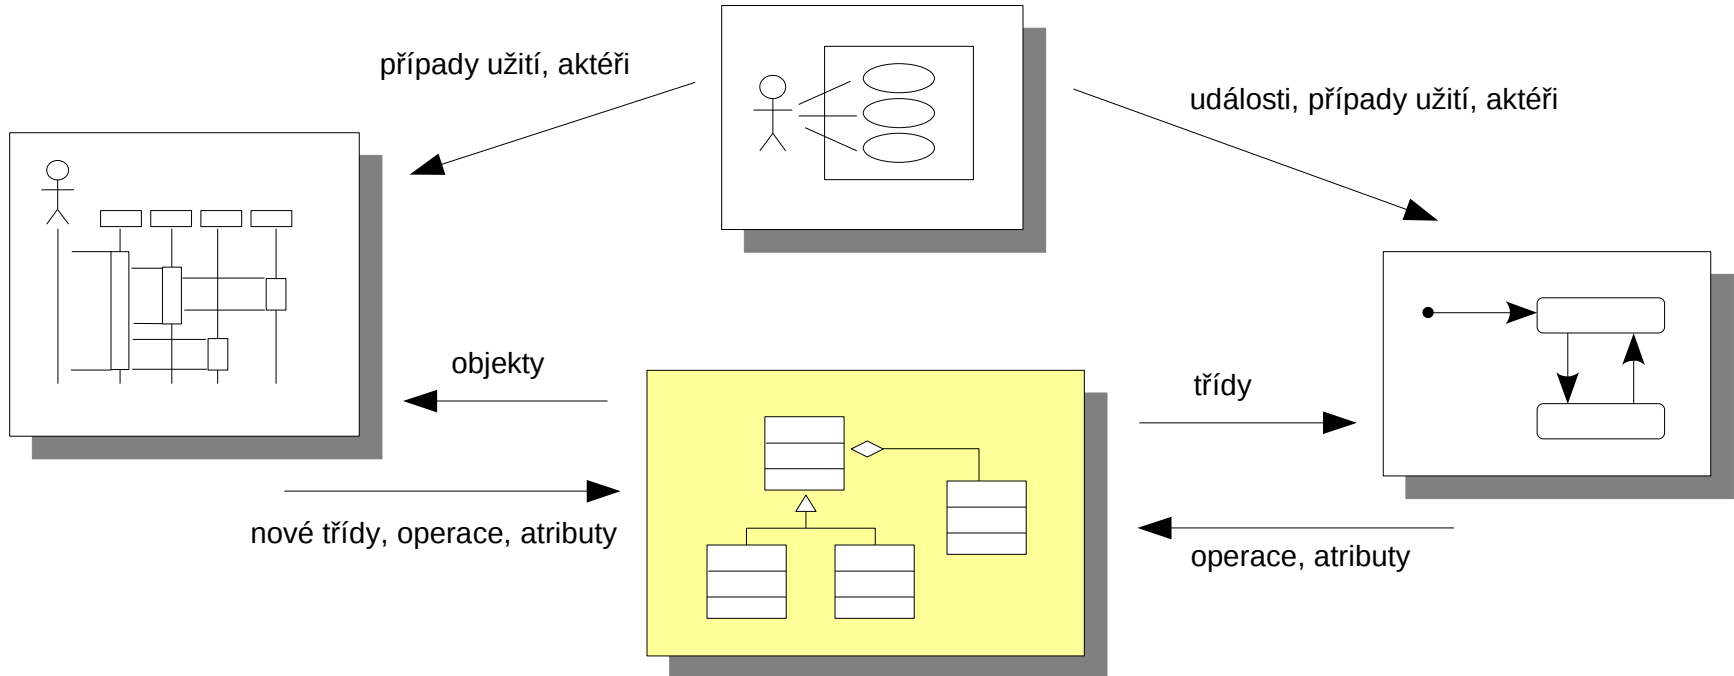 případy užití, aktéři
události, případy užití, aktéři
objekty
třídy
nové třídy, operace, atributy
operace, atributy